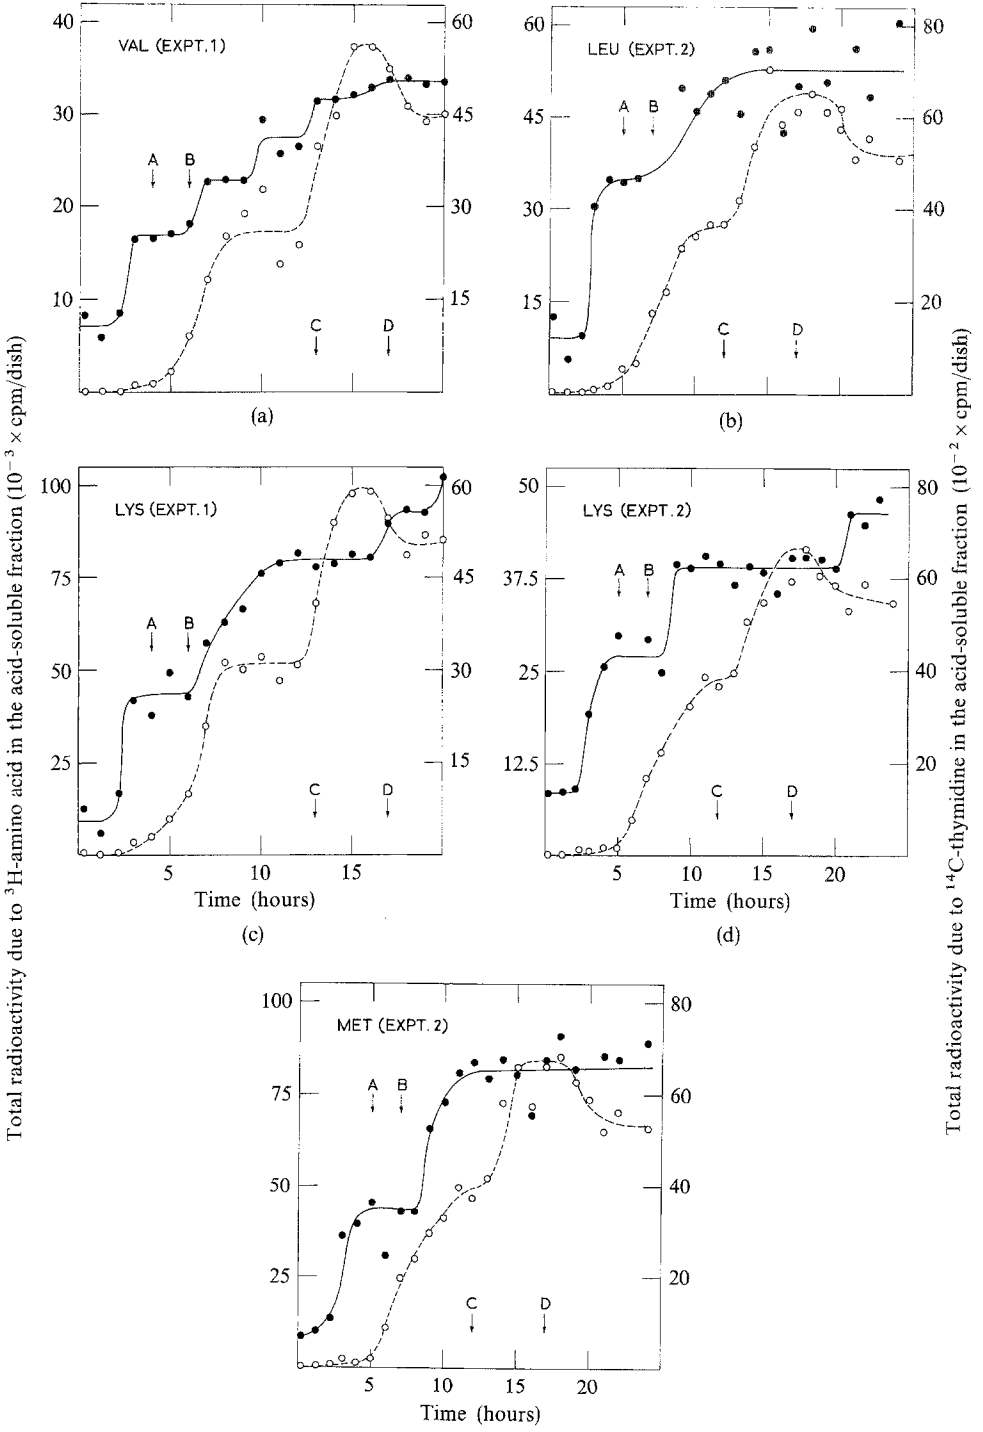 40
30
20
10
60
45
30
15
VAL (EXPT.1)
A
B
C
D
(a)
60
45
30
15
80
60
40
20
LEU (EXPT.2)
A
B
C
D
(b)
100
75
50
25
60
45
30
15
LYS (EXPT.1)
A
B
C
D
5
10
15
Time (hours)
(c)
50
37.5
25
12.5
80
60
40
20
LYS (EXPT.2)
A
B
C
D
5
10
15
20
Time (hours)
(d)
100
75
50
25
80
60
40
20
MET (EXPT.2)
A
B
C
D
5
10
15
20
Time (hours)
Total radioactivity due to ³H-amino acid in the acid-soluble fraction (10⁻³ × cpm/dish)
Total radioactivity due to ¹⁴C-thymidine in the acid-soluble fraction (10⁻² × cpm/dish)